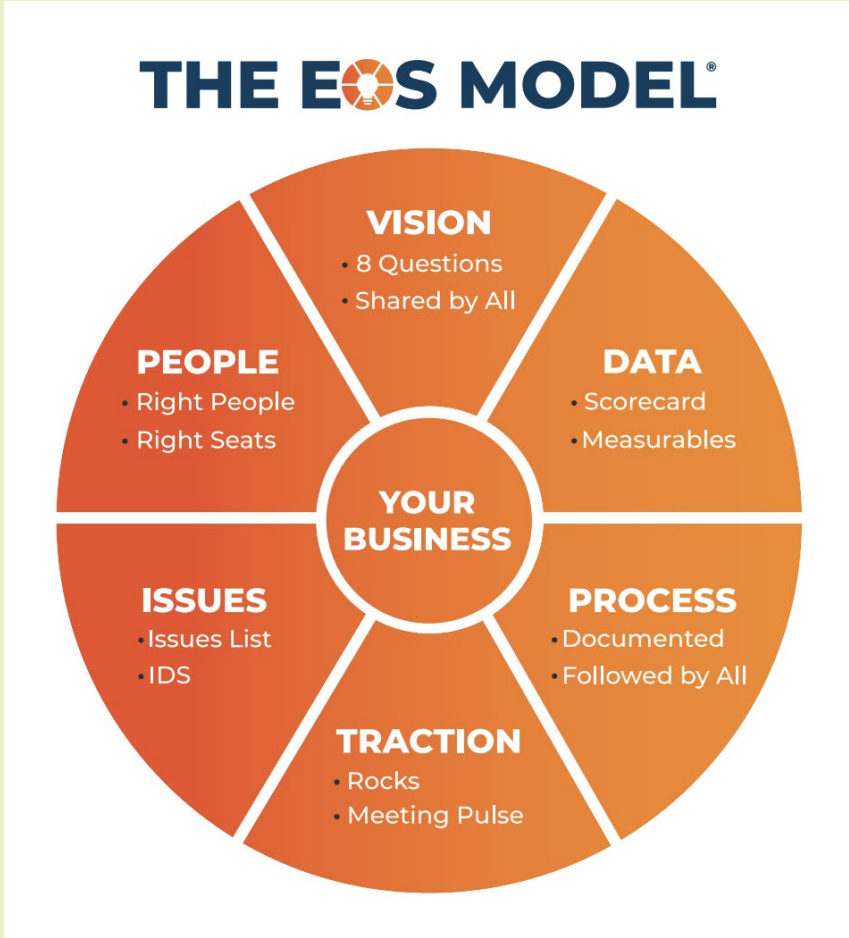 THE EOS MODEL®
VISION
• 8 Questions
• Shared by All
PEOPLE
• Right People
• Right Seats
DATA
• Scorecard
• Measurables
YOUR
BUSINESS
ISSUES
• Issues List
• IDS
PROCESS
• Documented
• Followed by All
TRACTION
• Rocks
• Meeting Pulse